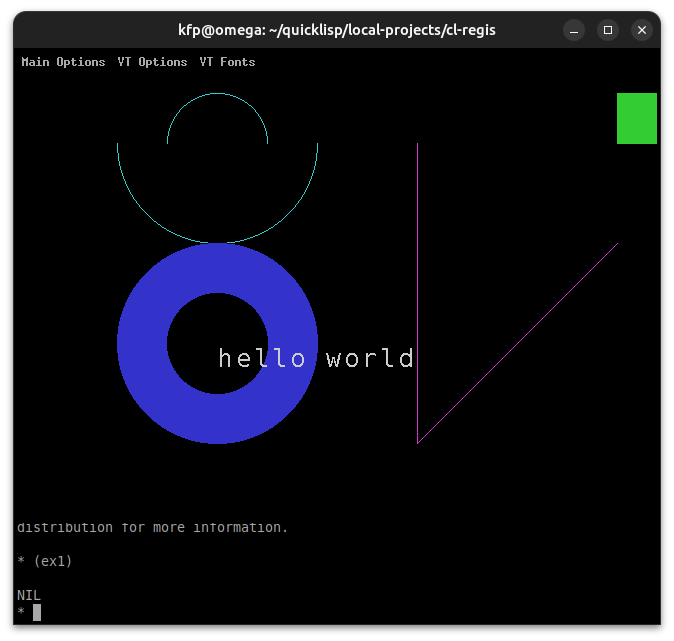 kfp@omega: ~/quicklisp/local-projects/cl-regis
Main Options VT Options VT Fonts
hello world
distribution for more information.
* (ex1)
NIL
*